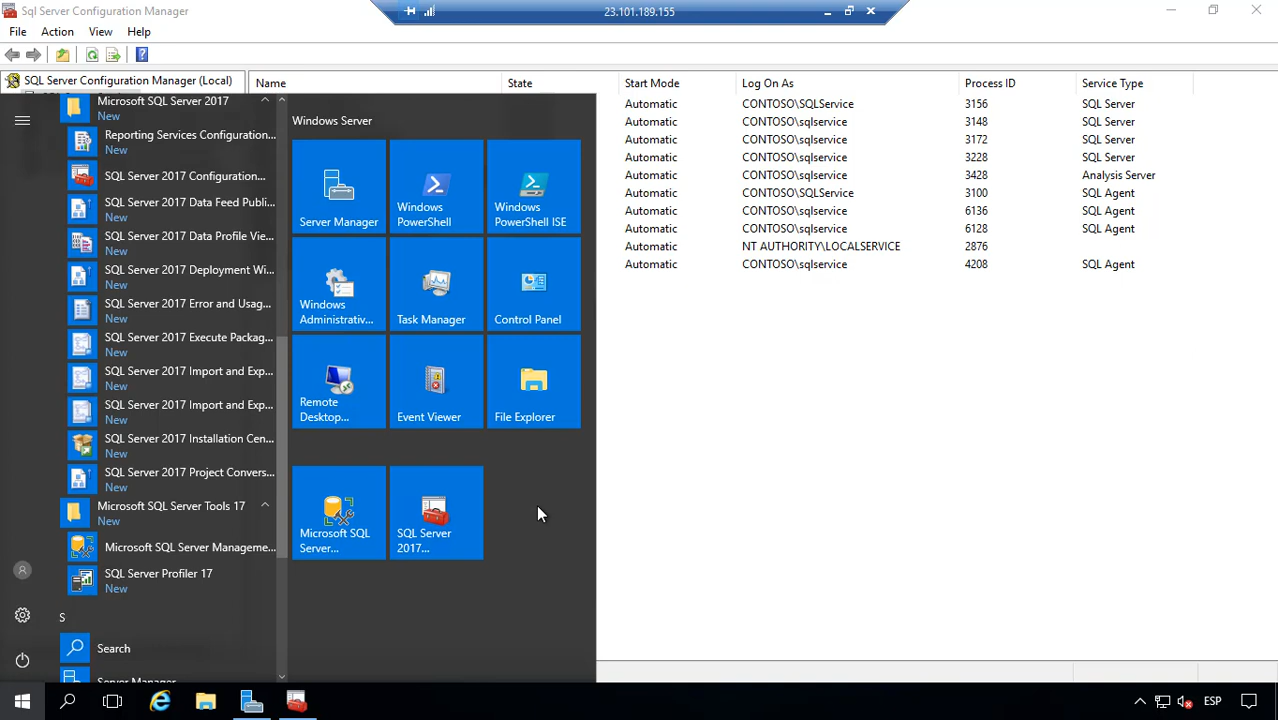 Sql Server Configuration Manager
23.101.189.155
File Action View Help
SQL Server Configuration Manager (Local)
Name State Start Mode Log On As Process ID Service Type
Automatic CONTOSO\SQLService 3156 SQL Server
Automatic CONTOSO\sqlservice 3148 SQL Server
Automatic CONTOSO\sqlservice 3172 SQL Server
Automatic CONTOSO\sqlservice 3228 SQL Server
Automatic CONTOSO\sqlservice 3428 Analysis Server
Automatic CONTOSO\SQLService 3100 SQL Agent
Automatic CONTOSO\sqlservice 6136 SQL Agent
Automatic CONTOSO\sqlservice 6128 SQL Agent
Automatic NT AUTHORITY\LOCALSERVICE 2876
Automatic CONTOSO\sqlservice 4208 SQL Agent
Microsoft SQL Server 2017
New
Reporting Services Configuration...
New
SQL Server 2017 Configuration...
SQL Server 2017 Data Feed Publi...
New
SQL Server 2017 Data Profile Vie...
New
SQL Server 2017 Deployment Wi...
New
SQL Server 2017 Error and Usag...
New
SQL Server 2017 Execute Packag...
New
SQL Server 2017 Import and Exp...
New
SQL Server 2017 Import and Exp...
New
SQL Server 2017 Installation Cen...
New
SQL Server 2017 Project Convers...
New
Microsoft SQL Server Tools 17
New
Microsoft SQL Server Manageme...
SQL Server Profiler 17
New
S
Search
Server Manager
Windows Server
Server Manager
Windows
PowerShell
Windows
PowerShell ISE
Windows
Administrativ...
Task Manager
Control Panel
Remote
Desktop...
Event Viewer
File Explorer
Microsoft SQL
Server...
SQL Server
2017...
ESP